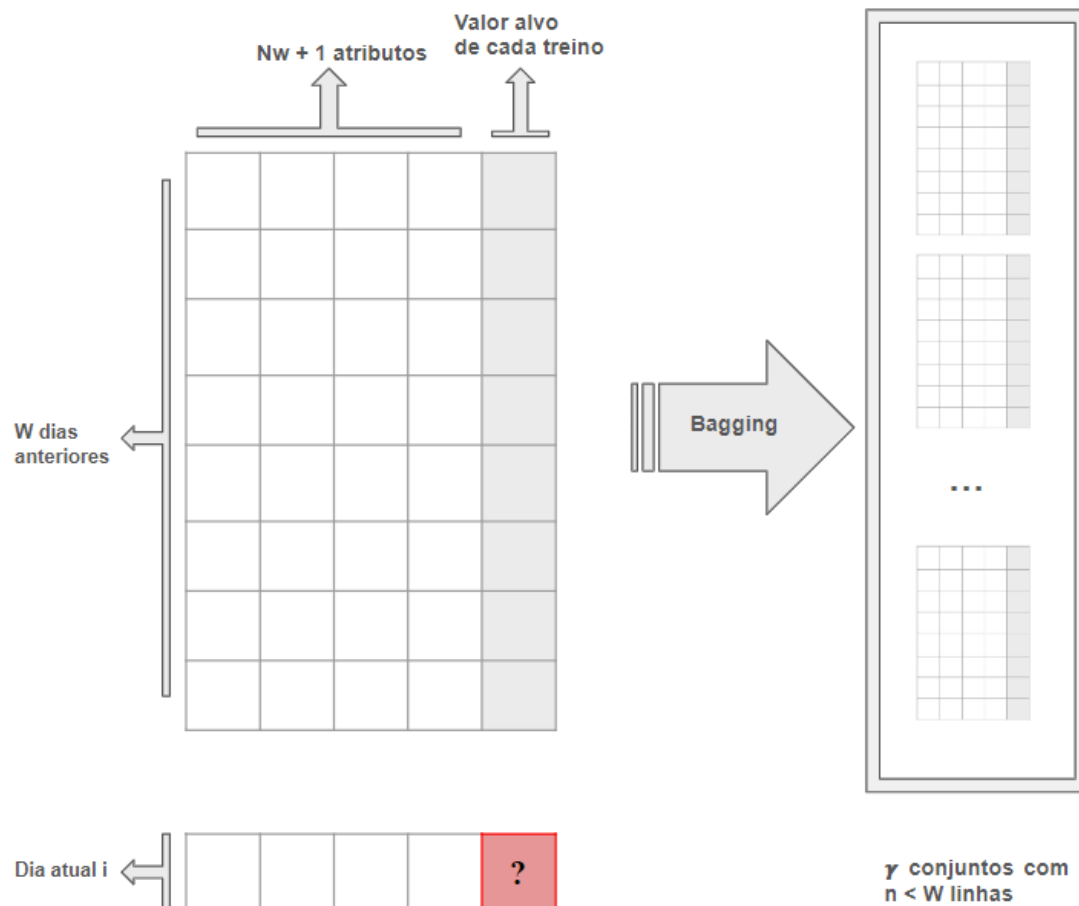 Valor alvo
de cada treino
Nw + 1 atributos
W dias
anteriores
Bagging
...
Dia atual i
?
γ conjuntos com
n < W linhas